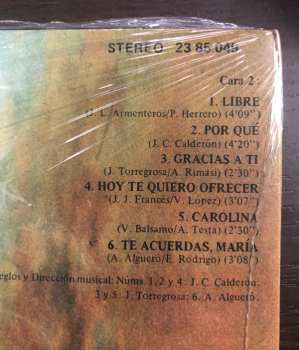 STEREO 23 85 045
Cara 2:
1. LIBRE
(J. L. Armenteros/P. Herrero) (4'09'')
2. POR QUÉ
(J. C. Calderón) (4'20'')
3. GRACIAS A TI
(J. Torregrosa/A. Rimasi) (2'30'')
4. HOY TE QUIERO OFRECER
(J. J. Francés/V. López) (3'07'')
5. CAROLINA
(V. Balsamo/A. Testa) (2'30'')
6. TE ACUERDAS, MARÍA
(A. Algueró/E. Rodrigo) (3'08'')
eglos y Dirección musical: Núms. 1, 2 y 4: J. C. Calderón.
3 y 5: J. Torregrosa; 6: A. Algueró.